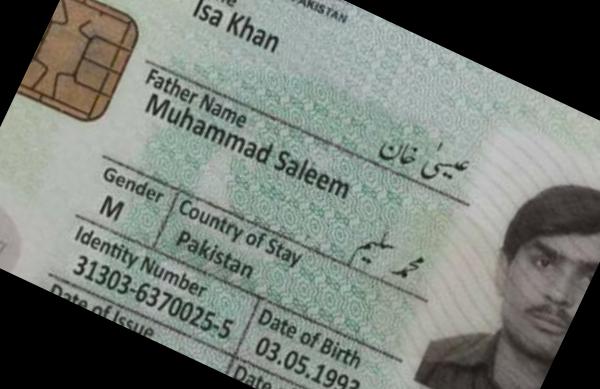 PAKISTAN
Isa Khan
عیسیٰ خان
Father Name
Muhammad Saleem
محمد سلیم
Gender
M
Country of Stay
Pakistan
Identity Number
31303-6370025-5
Date of Birth
03.05.1993
Date of Issue
Date